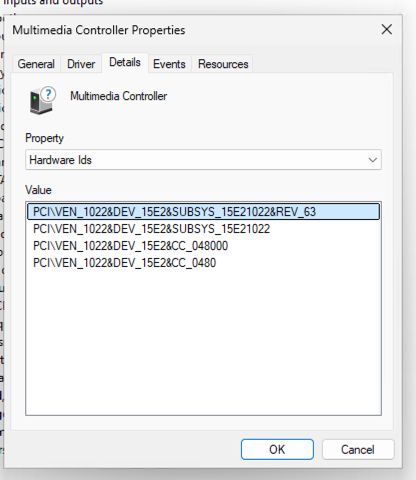 inputs and outputs
Multimedia Controller Properties
General Driver Details Events Resources
Multimedia Controller
Property
Hardware Ids
Value
PCI\VEN_1022&DEV_15E2&SUBSYS_15E21022&REV_63
PCI\VEN_1022&DEV_15E2&SUBSYS_15E21022
PCI\VEN_1022&DEV_15E2&CC_048000
PCI\VEN_1022&DEV_15E2&CC_0480
OK Cancel